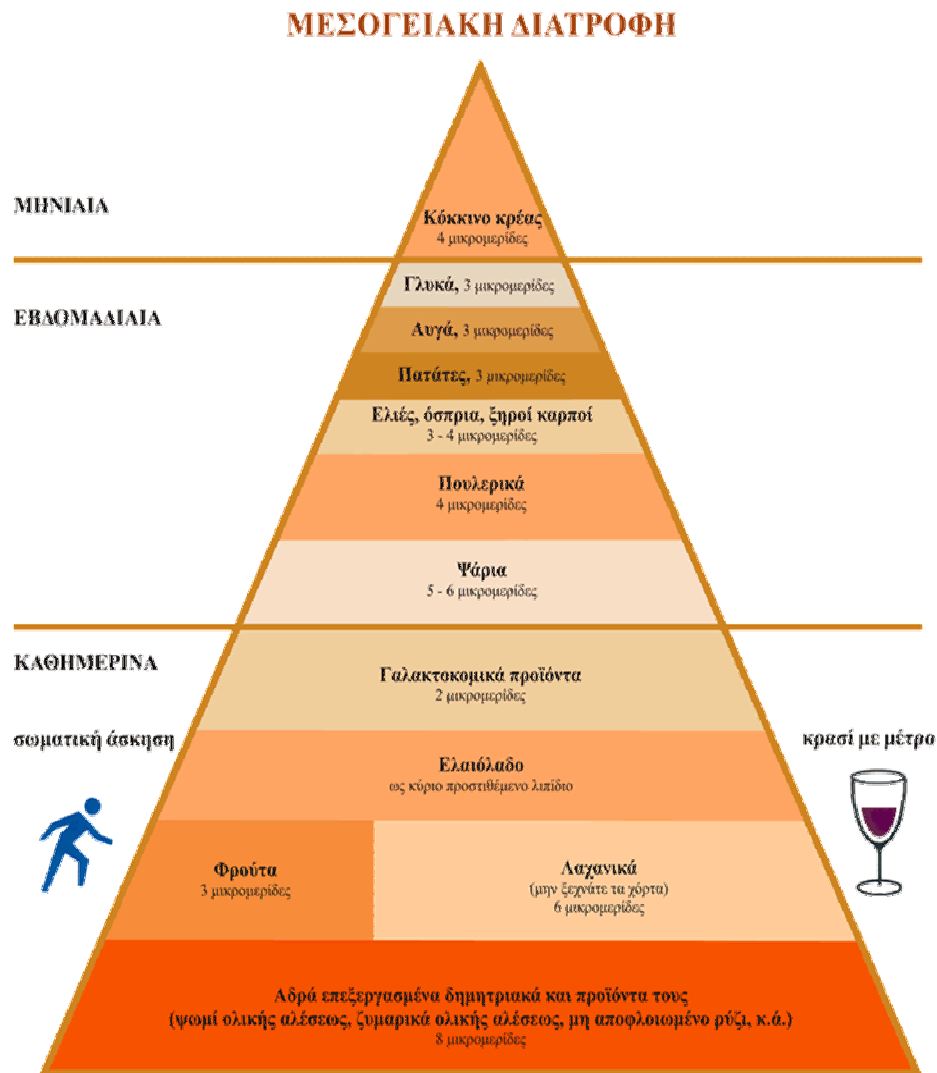 ΜΕΣΟΓΕΙΑΚΗ ΔΙΑΤΡΟΦΗ
ΜΗΝΙΑΙΑ
Κόκκινο κρέας
4 μικρομερίδες
Γλυκά, 3 μικρομερίδες
ΕΒΔΟΜΑΔΙΑΙΑ
Αυγά, 3 μικρομερίδες
Πατάτες, 3 μικρομερίδες
Ελιές, όσπρια, ξηροί καρποί
3 - 4 μικρομερίδες
Πουλερικά
4 μικρομερίδες
Ψάρια
5 - 6 μικρομερίδες
ΚΑΘΗΜΕΡΙΝΑ
Γαλακτοκομικά προϊόντα
2 μικρομερίδες
σωματική άσκηση
κρασί με μέτρο
Ελαιόλαδο
ως κύριο προστιθέμενο λιπίδιο
Φρούτα
3 μικρομερίδες
Λαχανικά
(μην ξεχνάτε τα χόρτα)
6 μικρομερίδες
Αδρά επεξεργασμένα δημητριακά και προϊόντα τους
(ψωμί ολικής αλέσεως, ζυμαρικά ολικής αλέσεως, μη αποφλοιωμένο ρύζι, κ.ά.)
8 μικρομερίδες